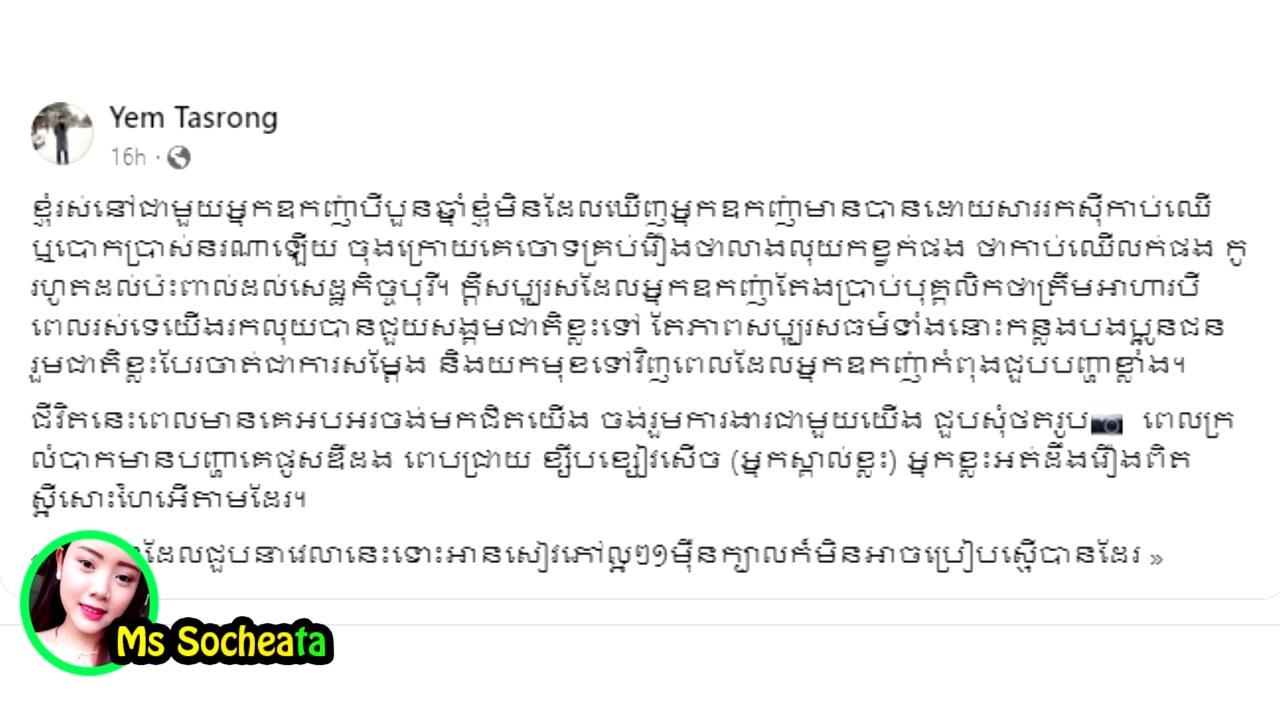 Yem Tasrong
16h ·
ខ្ញុំរស់នៅជាមួយអ្នកឧកញ៉ាបីបួនឆ្នាំខ្ញុំមិនដែលឃើញអ្នកឧកញ៉ាមានបានដោយសាររកស៊ីកាប់ឈើ
ឬបោកប្រាស់នរណាឡើយ ចុងក្រោយគេចោទគ្រប់រឿងថាលាងលុយកខ្វក់ផង ថាកាប់ឈើលក់ផង កូ
រហូតដល់ប៉ះពាល់ដល់សេដ្ឋកិច្ចបុរី។ ក្ដីសប្បុរសដែលអ្នកឧកញ៉ាតែងប្រាប់បុគ្គលិកថាត្រឹមអាហារបី
ពេលរស់ទេយើងរកលុយបានជួយសង្គមជាតិខ្លះទៅ តែភាពសប្បុរសធម៌ទាំងនោះកន្លងបងប្អូនជន
រួមជាតិខ្លះបែរចាត់ជាការសម្ដែង និងយកមុខទៅវិញពេលដែលអ្នកឧកញ៉ាកំពុងជួបបញ្ហាខ្លាំង។
ជីវិតនេះពេលមានគេអបអរចង់មកជិតយើង ចង់រួមការងារជាមួយយើង ជួបសុំថតរូប📷 ពេលក្រ
លំបាកមានបញ្ហាគេផ្ងូសឌីដង ពេបជ្រាយ ខ្សឹបខ្សៀវសើច (អ្នកស្គាល់ខ្លះ) អ្នកខ្លះអត់ដឹងរឿងពិត
ស្អីសោះហៃអើតាមដែរ។
ដែលជួបនាវេលានេះទោះអានសៀវភៅល្អ២១ម៉ឺនក្បាលក៏មិនអាចប្រៀបស្មើបានដែរ »
Ms Socheata